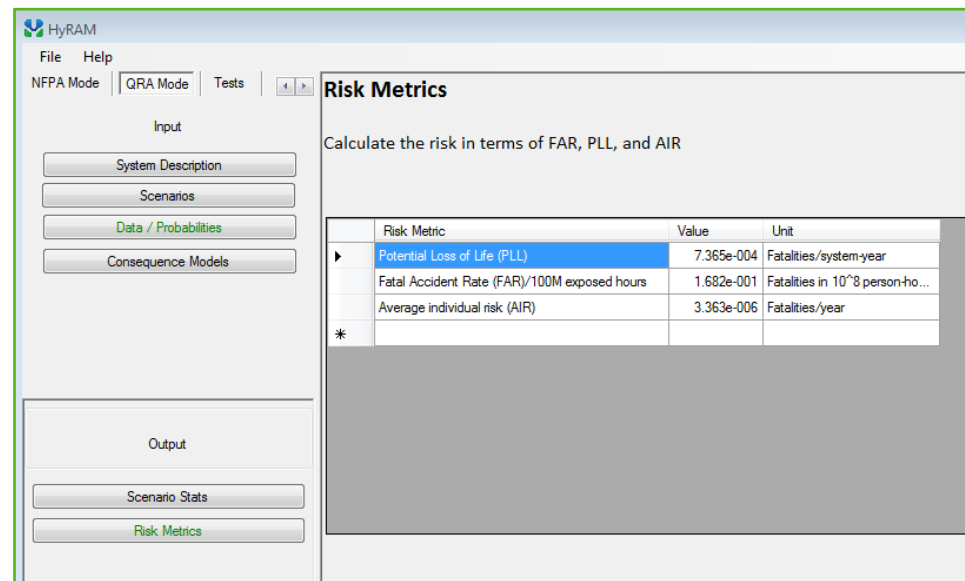 HyRAM
File Help
NFPA Mode QRA Mode Tests
Input
System Description
Scenarios
Data / Probabilities
Consequence Models
Output
Scenario Stats
Risk Metrics
Risk Metrics
Calculate the risk in terms of FAR, PLL, and AIR
Risk Metric Value Unit
Potential Loss of Life (PLL) 7.365e-004 Fatalities/system-year
Fatal Accident Rate (FAR)/100M exposed hours 1.682e-001 Fatalities in 10^8 person-ho...
Average individual risk (AIR) 3.363e-006 Fatalities/year